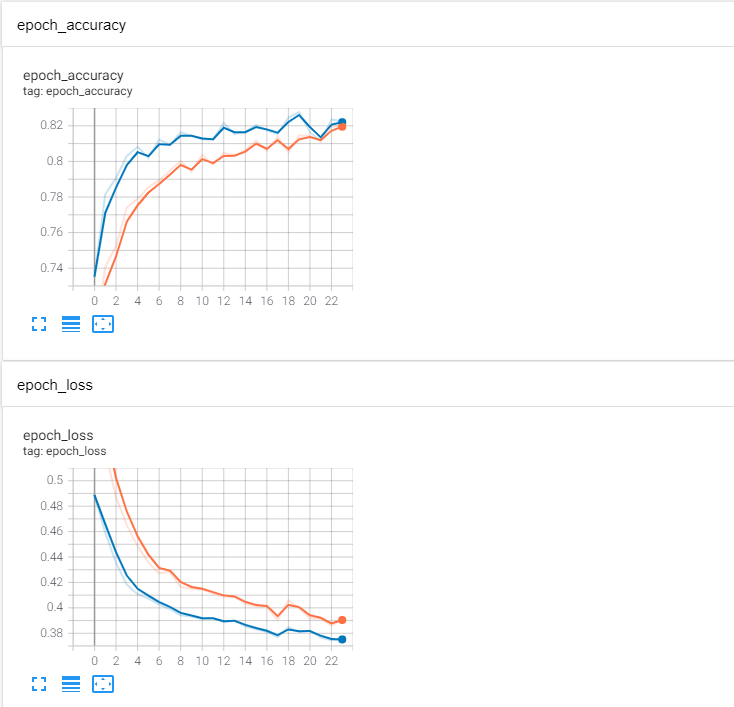 epoch_accuracy
epoch_accuracy
tag: epoch_accuracy
0.82
0.8
0.78
0.76
0.74
0 2 4 6 8 10 12 14 16 18 20 22
epoch_loss
epoch_loss
tag: epoch_loss
0.5
0.48
0.46
0.44
0.42
0.4
0.38
0 2 4 6 8 10 12 14 16 18 20 22